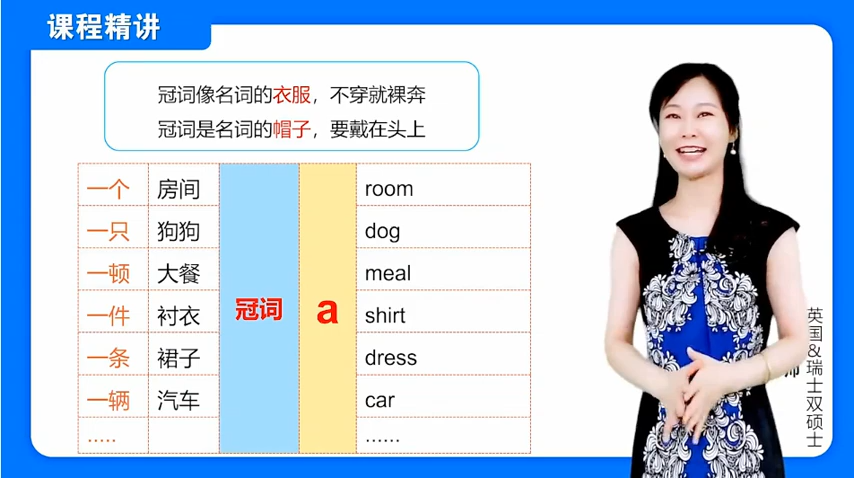 课程精讲
冠词像名词的衣服，不穿就裸奔
冠词是名词的帽子，要戴在头上
一个 房间 room
一只 狗狗 dog
一顿 大餐 meal
一件 衬衣 冠词 a shirt
一条 裙子 dress
一辆 汽车 car
..... ......
英国&瑞士双硕士